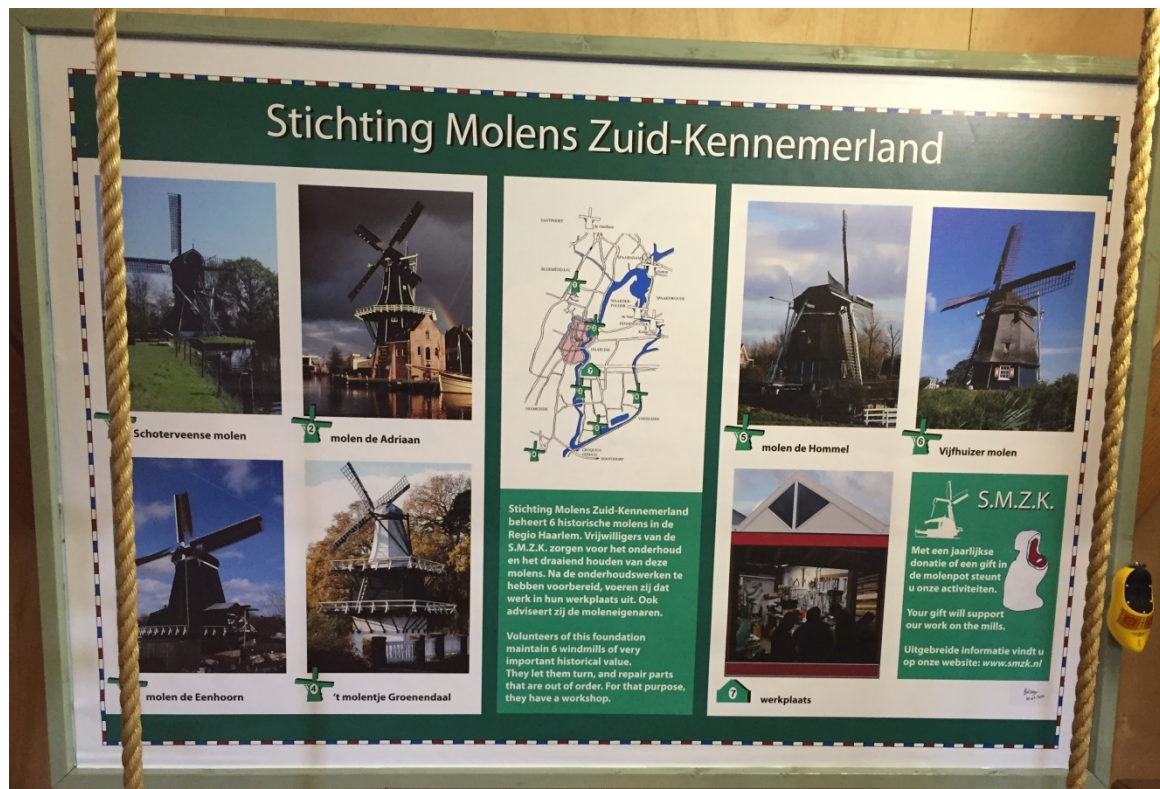 Stichting Molens Zuid-Kennemerland
Schoterveense molen
2
molen de Adriaan
molen de Eenhoorn
4
't molentje Groenendaal
SANTPOORT
BLOEMENDAAL
HAARLEM
Stichting Molens Zuid-Kennemerland
beheert 6 historische molens in de
Regio Haarlem. Vrijwilligers van de
S.M.Z.K. zorgen voor het onderhoud
en het draaiend houden van deze
molens. Na de onderhoudswerken te
hebben voorbereid, voeren zij dat
werk in hun werkplaats uit. Ook
adviseert zij de moleneigenaren.
Volunteers of this foundation
maintain 6 windmills of very
important historical value.
They let them turn, and repair parts
that are out of order. For that purpose,
they have a workshop.
5
molen de Hommel
6
Vijfhuizer molen
7
werkplaats
S.M.Z.K.
Met een jaarlijkse
donatie of een gift in
de molenpot steunt
u onze activiteiten.
Your gift will support
our work on the mills.
Uitgebreide informatie vindt u
op onze website: www.smzk.nl